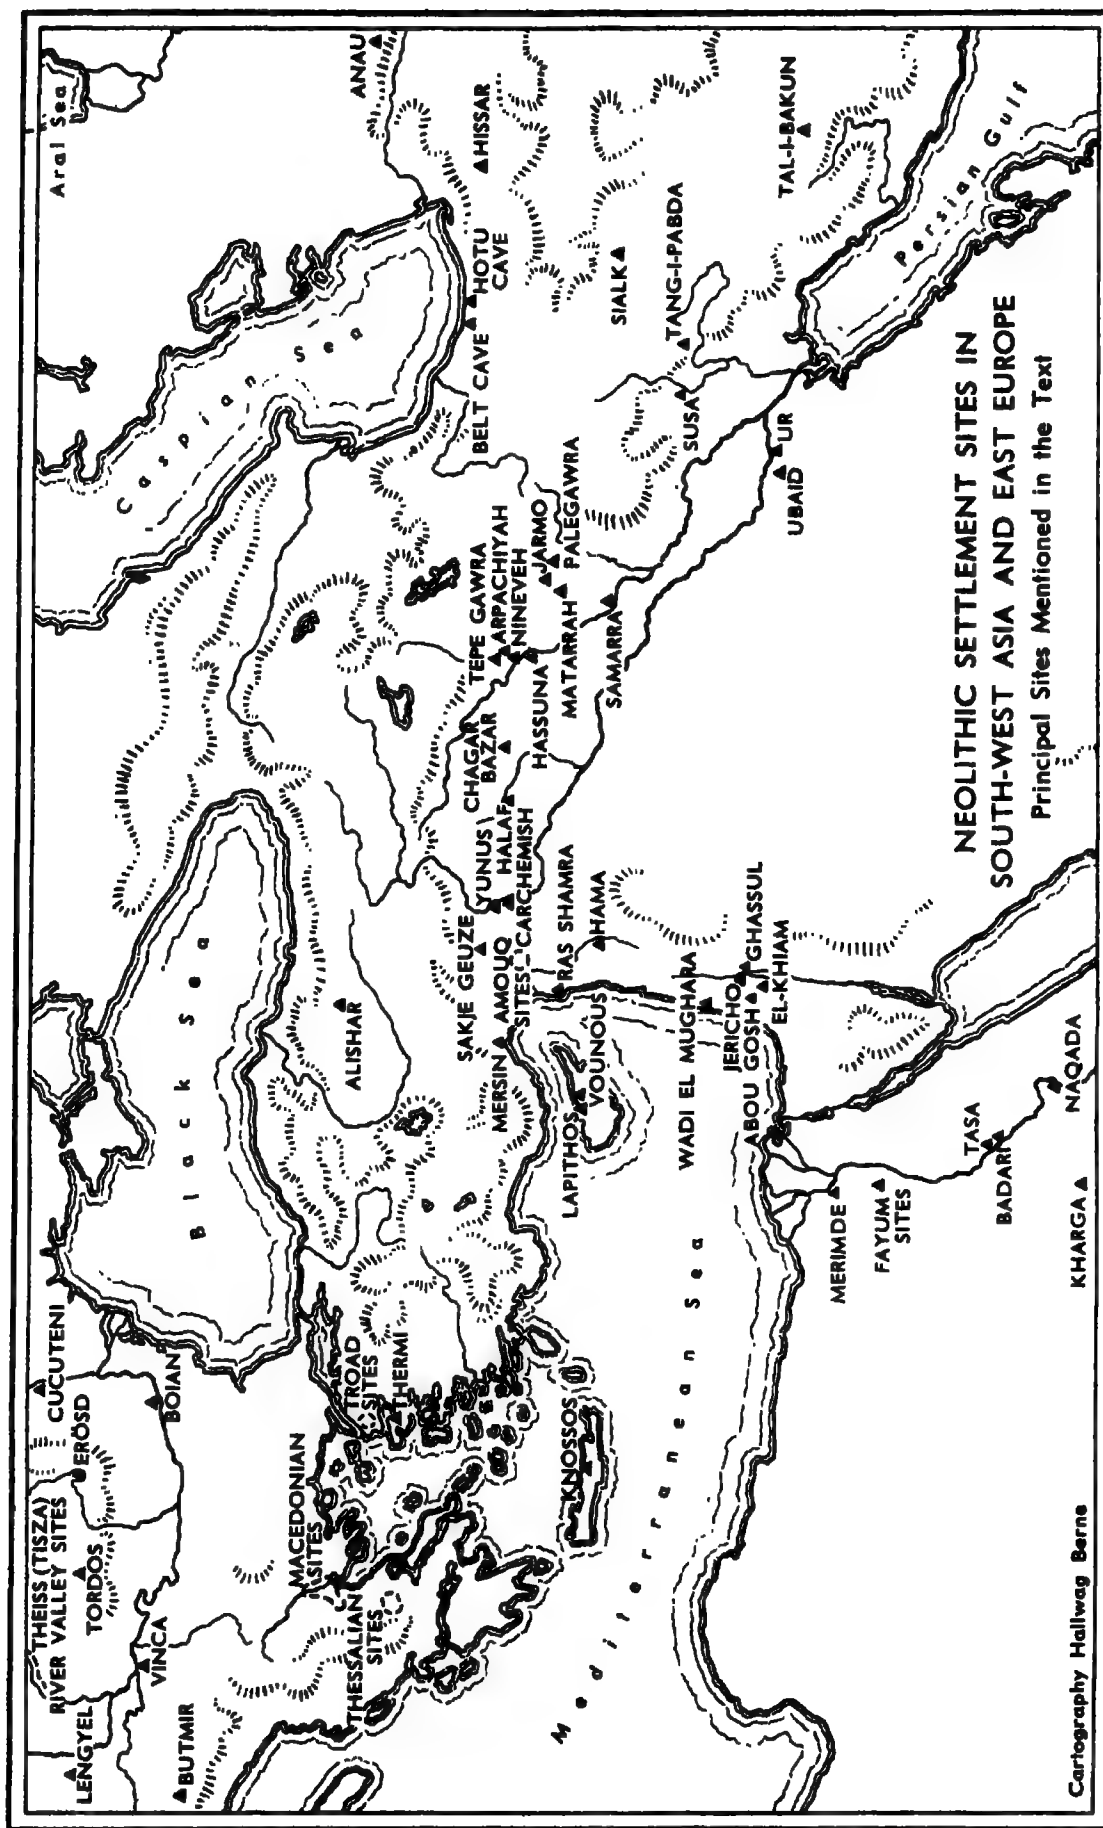 NEOLITHIC SETTLEMENT SITES IN
SOUTH-WEST ASIA AND EAST EUROPE
Principal Sites Mentioned in the Text
THEISS (TISZA)
RIVER VALLEY SITES
LENGYEL
TORDOS
ERÖSD
CUCUTENI
BOIAN
VINCA
BUTMIR
MACEDONIAN
SITES
THESSALIAN
SITES
TROAD
SITES
THERMI
KNOSSOS
Black Sea
Caspian Sea
Aral Sea
Mediterranean Sea
Persian Gulf
ALISHAR
SAKJE GEUZE
MERSIN
AMOUQ
SITES
YUNUS
CARCHEMISH
HALAF
CHAGAR
BAZAR
TEPE GAWRA
ARPACHIYAH
NINEVEH
HASSUNA
JARMO
MATARRAH
PALEGAWRA
SAMARRA
BELT CAVE
HOTU
CAVE
HISSAR
ANAU
SIALK
TANG-I-PABDA
TAL-I-BAKUN
SUSA
UBAID
UR
LAPITHOS
VOUNOUS
RAS SHAMRA
HAMA
WADI EL MUGHARA
JERICHO
ABOU GOSH
GHASSUL
EL-KHIAM
MERIMDE
FAYUM
SITES
TASA
BADARI
NAQADA
KHARGA
Cartography Hallwag Berne